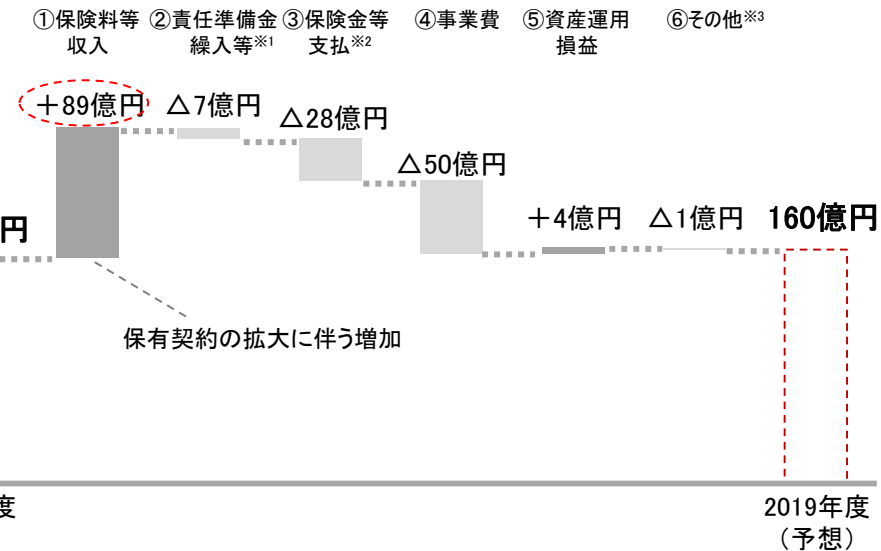 ①保険料等
収入
②責任準備金
繰入等※1
③保険金等
支払※2
④事業費
⑤資産運用
損益
⑥その他※3
+89億円
△7億円
△28億円
△50億円
+4億円
△1億円
160億円
円
保有契約の拡大に伴う増加
度
2019年度
（予想）